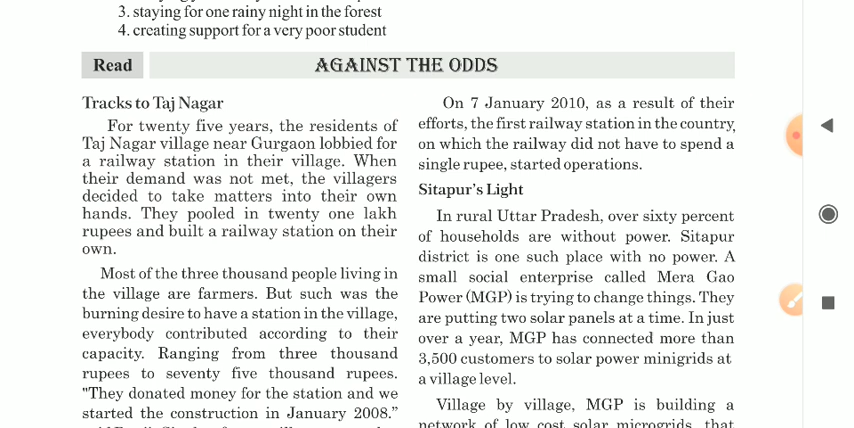 3. staying for one rainy night in the forest
4. creating support for a very poor student
Read
AGAINST THE ODDS
Tracks to Taj Nagar
For twenty five years, the residents of
Taj Nagar village near Gurgaon lobbied for
a railway station in their village. When
their demand was not met, the villagers
decided to take matters into their own
hands. They pooled in twenty one lakh
rupees and built a railway station on their
own.
Most of the three thousand people living in
the village are farmers. But such was the
burning desire to have a station in the village,
everybody contributed according to their
capacity. Ranging from three thousand
rupees to seventy five thousand rupees.
"They donated money for the station and we
started the construction in January 2008."
On 7 January 2010, as a result of their
efforts, the first railway station in the country,
on which the railway did not have to spend a
single rupee, started operations.
Sitapur's Light
In rural Uttar Pradesh, over sixty percent
of households are without power. Sitapur
district is one such place with no power. A
small social enterprise called Mera Gao
Power (MGP) is trying to change things. They
are putting two solar panels at a time. In just
over a year, MGP has connected more than
3,500 customers to solar power minigrids at
a village level.
Village by village, MGP is building a
network of low cost solar microgrids, that